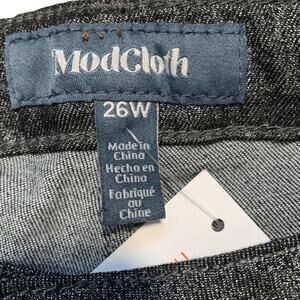 ModCloth
26W
Made in
China
Hecho en
China
Fabriqué
au
Chine